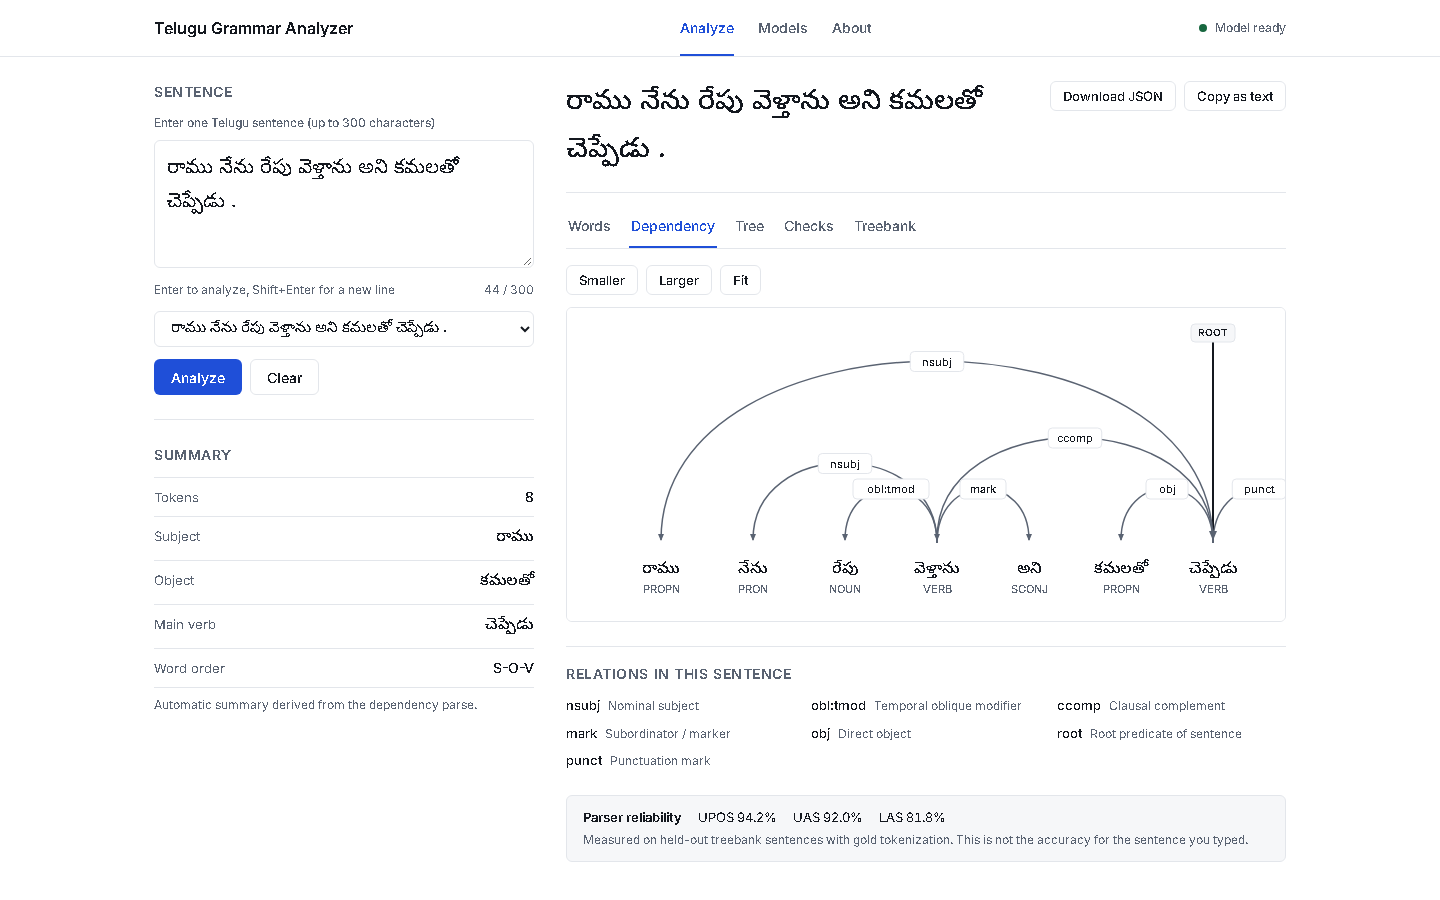 Telugu Grammar Analyzer
Analyze Models About
Model ready
SENTENCE
Enter one Telugu sentence (up to 300 characters)
రాము నేను రేపు వెళ్తాను అని కమలతో
చెప్పేడు .
Enter to analyze, Shift+Enter for a new line 44 / 300
రాము నేను రేపు వెళ్తాను అని కమలతో చెప్పేడు .
Analyze Clear
SUMMARY
Tokens 8
Subject రాము
Object కమలతో
Main verb చెప్పేడు
Word order S-O-V
Automatic summary derived from the dependency parse.
రాము నేను రేపు వెళ్తాను అని కమలతో
చెప్పేడు .
Download JSON Copy as text
Words Dependency Tree Checks Treebank
Smaller Larger Fit
ROOT
nsubj
ccomp
nsubj
obl:tmod mark obj punct
రాము నేను రేపు వెళ్తాను అని కమలతో చెప్పేడు
PROPN PRON NOUN VERB SCONJ PROPN VERB
RELATIONS IN THIS SENTENCE
nsubj Nominal subject obl:tmod Temporal oblique modifier ccomp Clausal complement
mark Subordinator / marker obj Direct object root Root predicate of sentence
punct Punctuation mark
Parser reliability UPOS 94.2% UAS 92.0% LAS 81.8%
Measured on held-out treebank sentences with gold tokenization. This is not the accuracy for the sentence you typed.